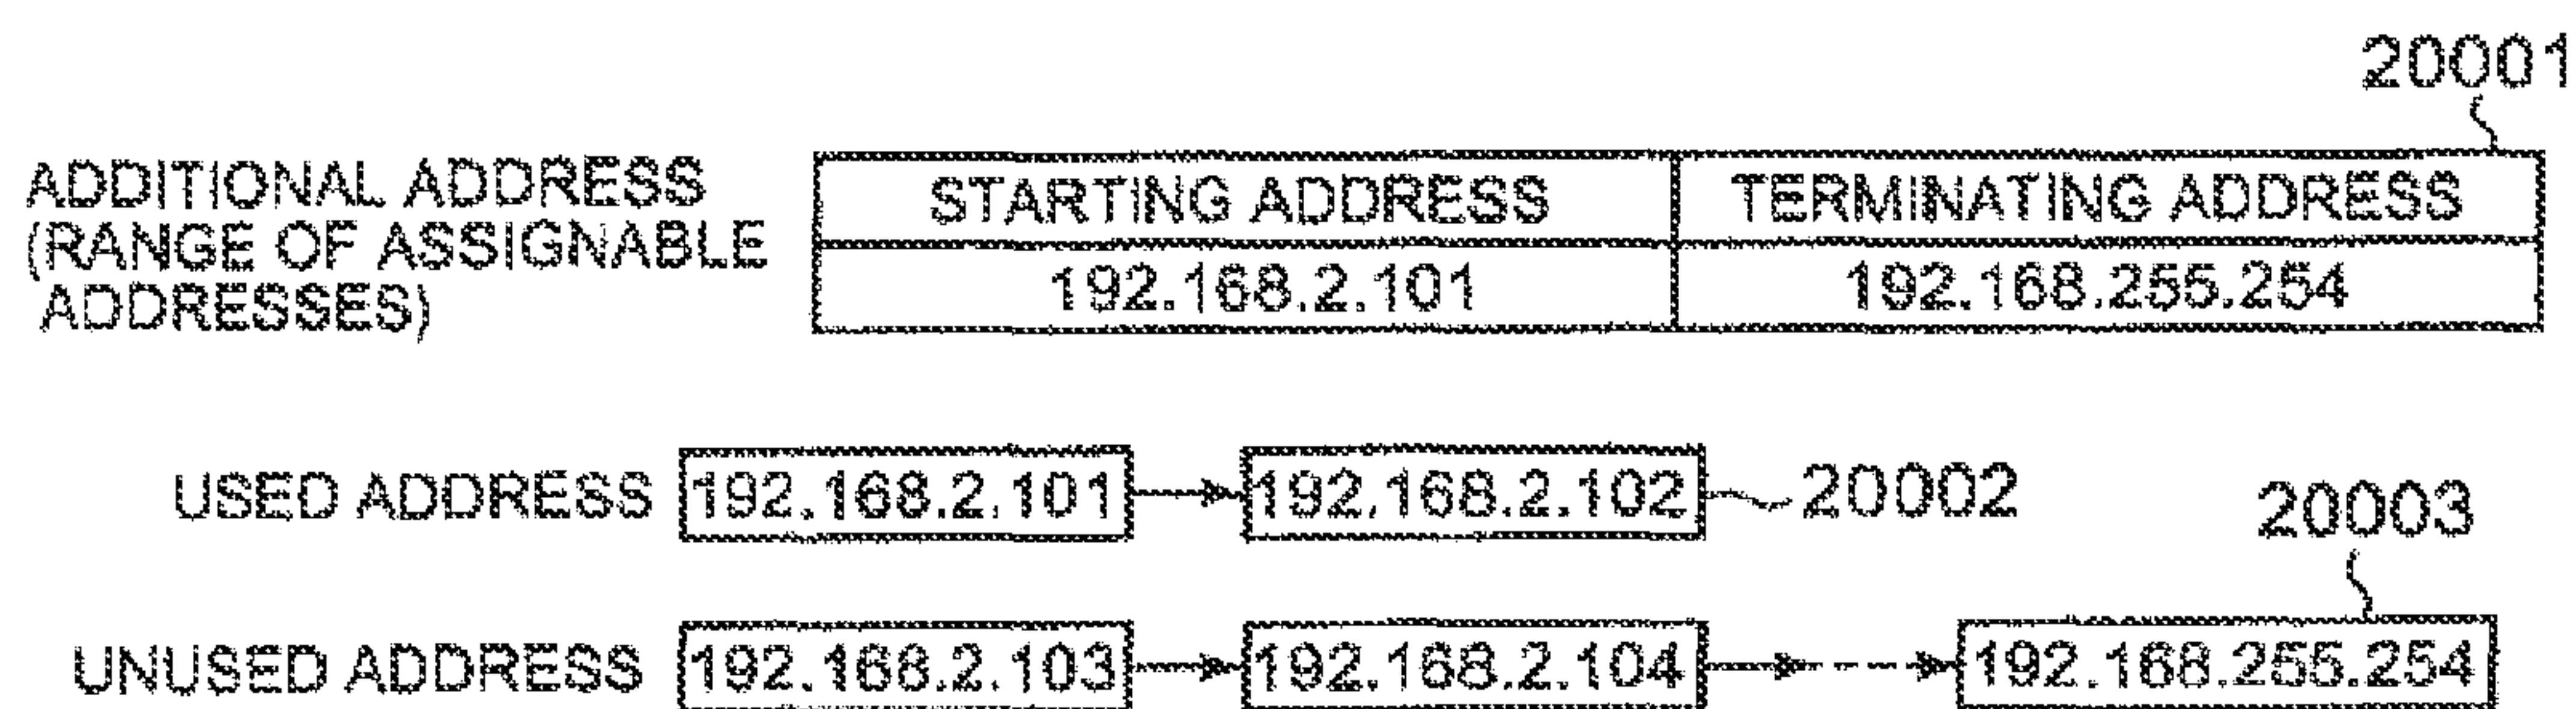 20001
ADDITIONAL ADDRESS
(RANGE OF ASSIGNABLE
ADDRESSES)
STARTING ADDRESS TERMINATING ADDRESS
192.168.2.101 192.168.255.254
USED ADDRESS 192.168.2.101 192.168.2.102 20002
20003
UNUSED ADDRESS 192.168.2.103 192.168.2.104 192.168.255.254